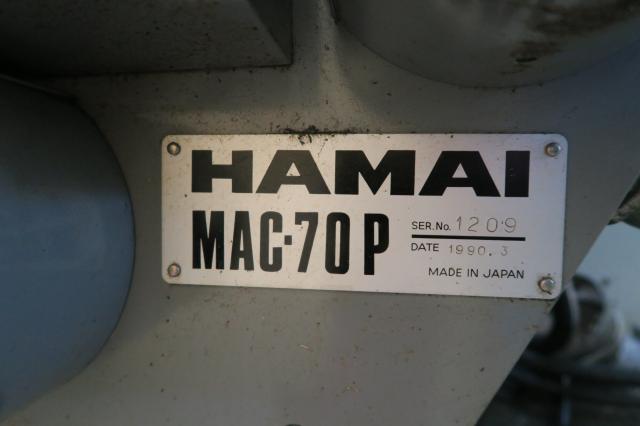 HAMAI
MAC·70P
SER.No. 1209
DATE 1990.3
MADE IN JAPAN